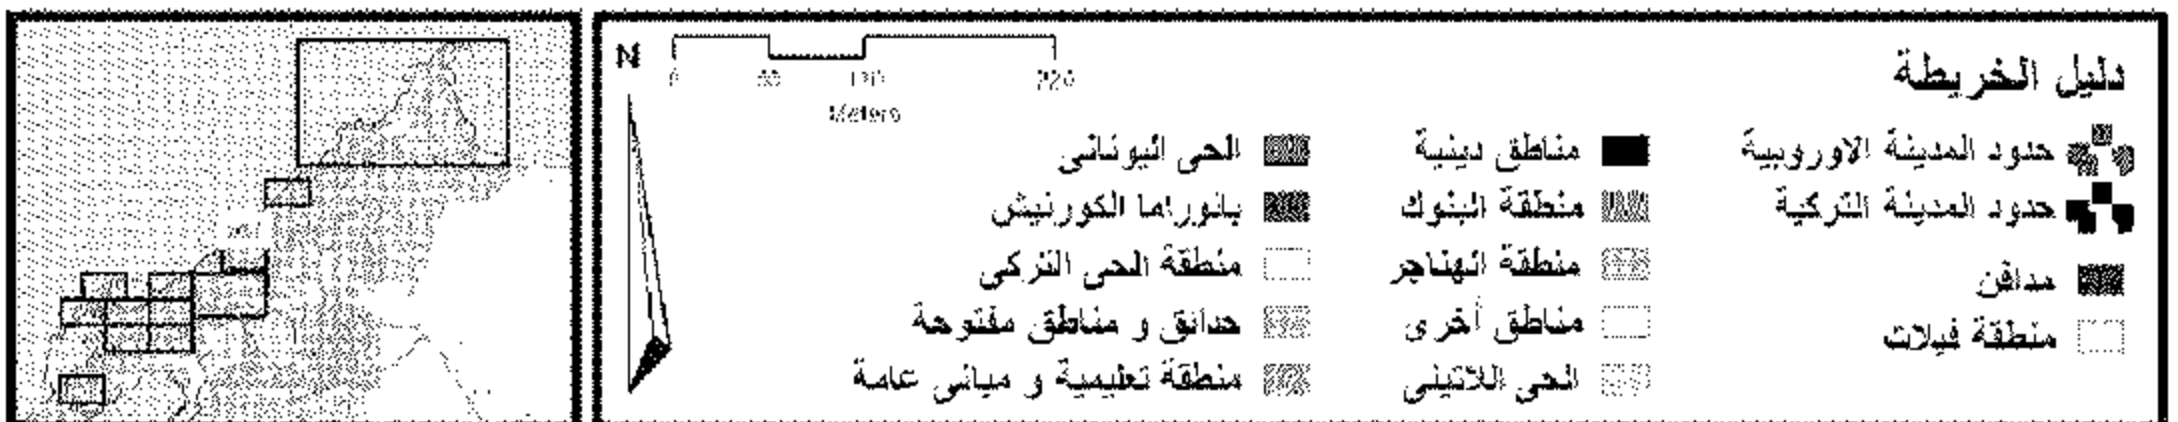 دليل الخريطة
حدود المدينة الاوروبية
حدود المدينة التركية
مدافن
منطقة فيلات
مناطق دينية
منطقة البنوك
منطقة الهناجر
مناطق أخرى
الحى اللاتينى
الحى اليونانى
بانوراما الكورنيش
منطقة الحى التركى
حدائق و مناطق مفتوحة
منطقة تعليمية و مبانى عامة
N
0 220
Meters